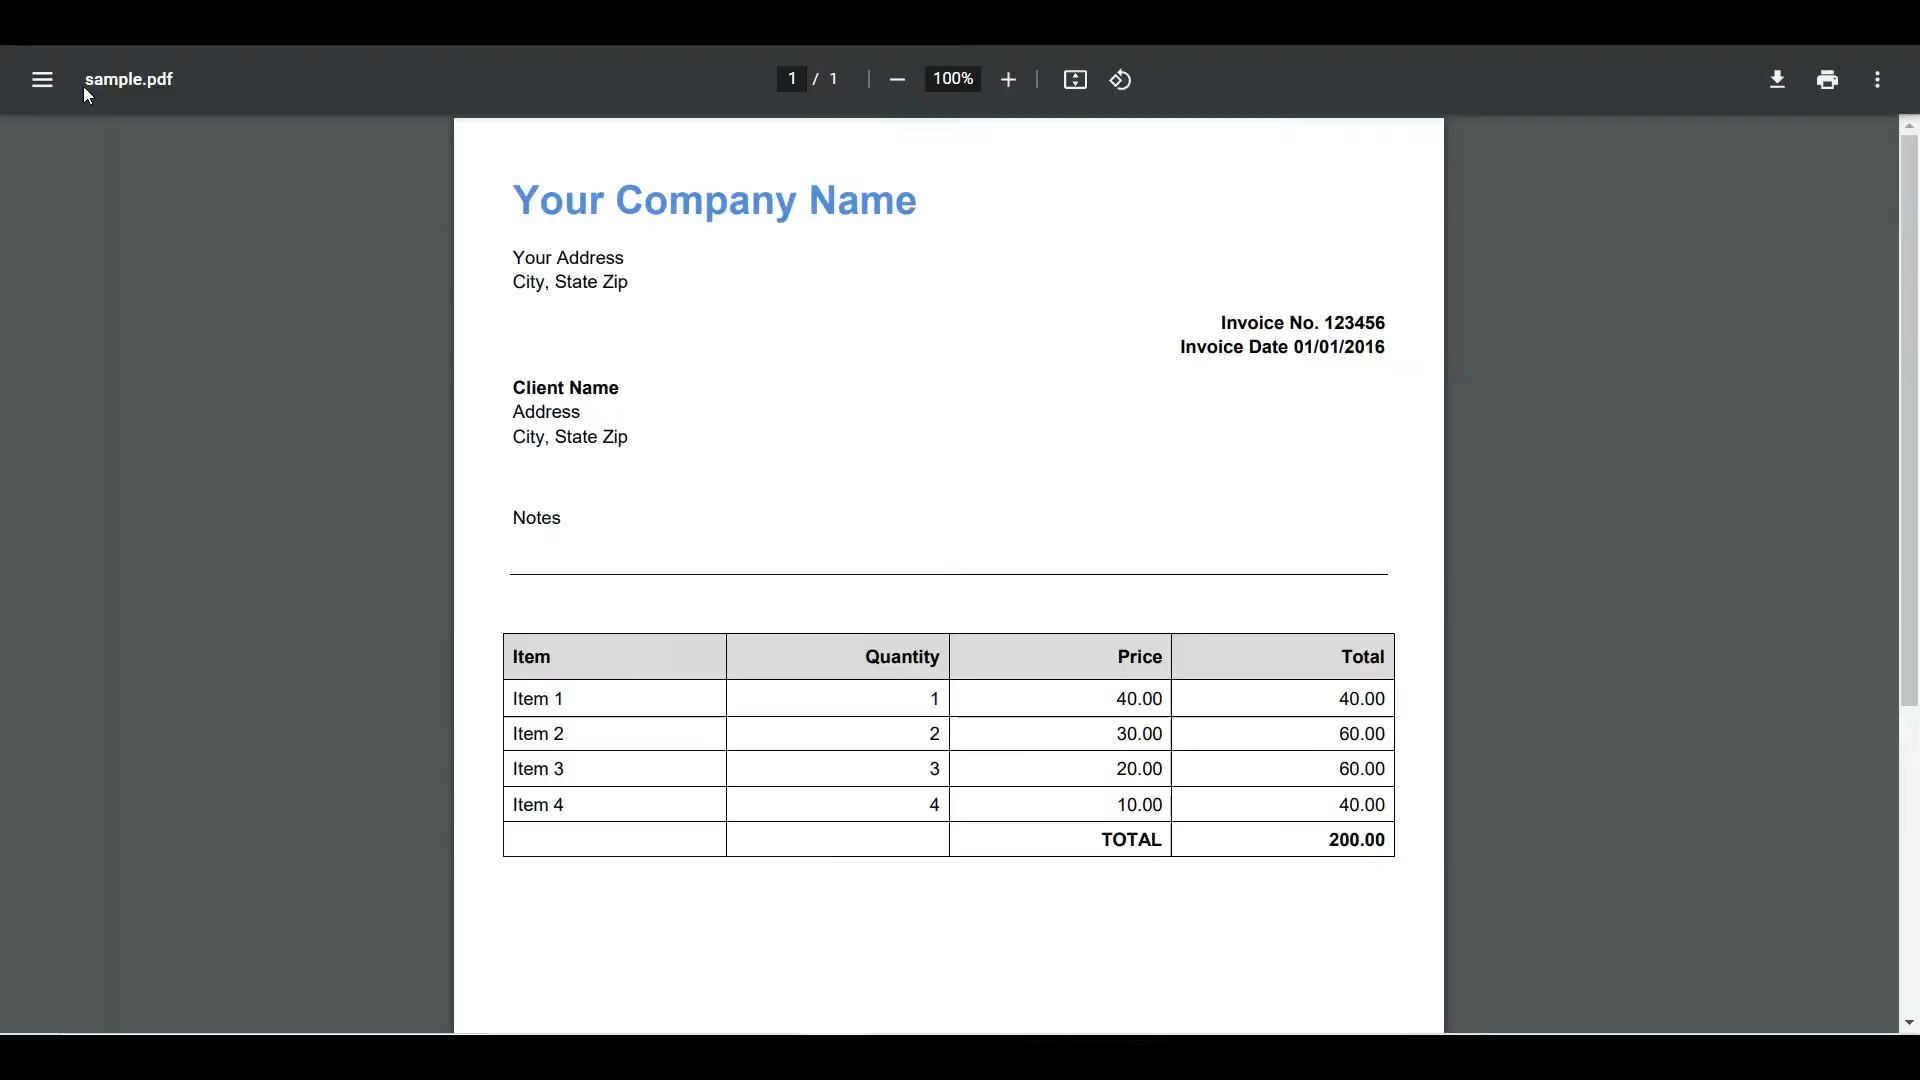 sample.pdf 1 / 1 100%
Your Company Name
Your Address
City, State Zip
Invoice No. 123456
Invoice Date 01/01/2016
Client Name
Address
City, State Zip
Notes
Item Quantity Price Total
Item 1 1 40.00 40.00
Item 2 2 30.00 60.00
Item 3 3 20.00 60.00
Item 4 4 10.00 40.00
TOTAL 200.00